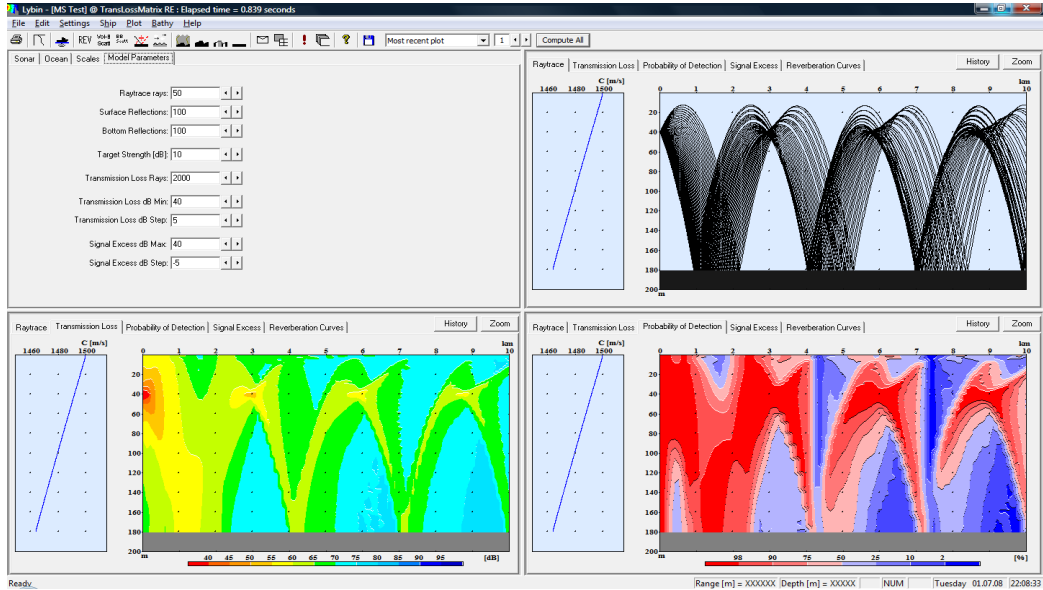 Lybin - [MS Test] @ TransLossMatrix RE : Elapsed time = 0.839 seconds
File Edit Settings Ship Plot Bathy Help
REV Most recent plot 1 Compute All
Sonar Ocean Scales Model Parameters
Raytrace rays: 50
Surface Reflections: 100
Bottom Reflections: 100
Target Strength [dB]: 10
Transmission Loss Rays: 2000
Transmission Loss dB Min: 40
Transmission Loss dB Step: 5
Signal Excess dB Max: 40
Signal Excess dB Step: -5
Raytrace Transmission Loss Probability of Detection Signal Excess Reverberation Curves History Zoom
C [m/s] km
1460 1480 1500 0 1 2 3 4 5 6 7 8 9 10
20
40
60
80
100
120
140
160
180
200
m
Raytrace Transmission Loss Probability of Detection Signal Excess Reverberation Curves History Zoom
C [m/s] km
1460 1480 1500 0 1 2 3 4 5 6 7 8 9 10
20
40
60
80
100
120
140
160
180
200
m 40 45 50 55 60 65 70 75 80 85 90 95 [dB]
Raytrace Transmission Loss Probability of Detection Signal Excess Reverberation Curves History Zoom
C [m/s] km
1460 1480 1500 0 1 2 3 4 5 6 7 8 9 10
20
40
60
80
100
120
140
160
180
200
m 98 90 75 50 25 10 2 [%]
Ready Range [m] = XXXXXX Depth [m] = XXXXX NUM Tuesday 01.07.08 22:08:33